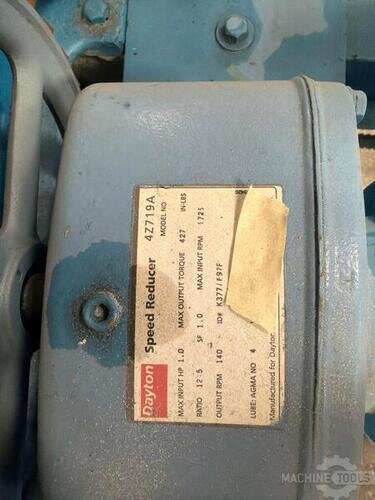 Dayton Speed Reducer 4Z719A
MODEL NO
MAX INPUT HP 1.0 MAX OUTPUT TORQUE 427 IN-LBS
RATIO 12:5 SF 1.0 MAX INPUT RPM 1725
OUTPUT RPM 140 ID# K377/F97F
LUBE: AGMA NO 4
Manufactured for Dayton
MACHINE TOOLS